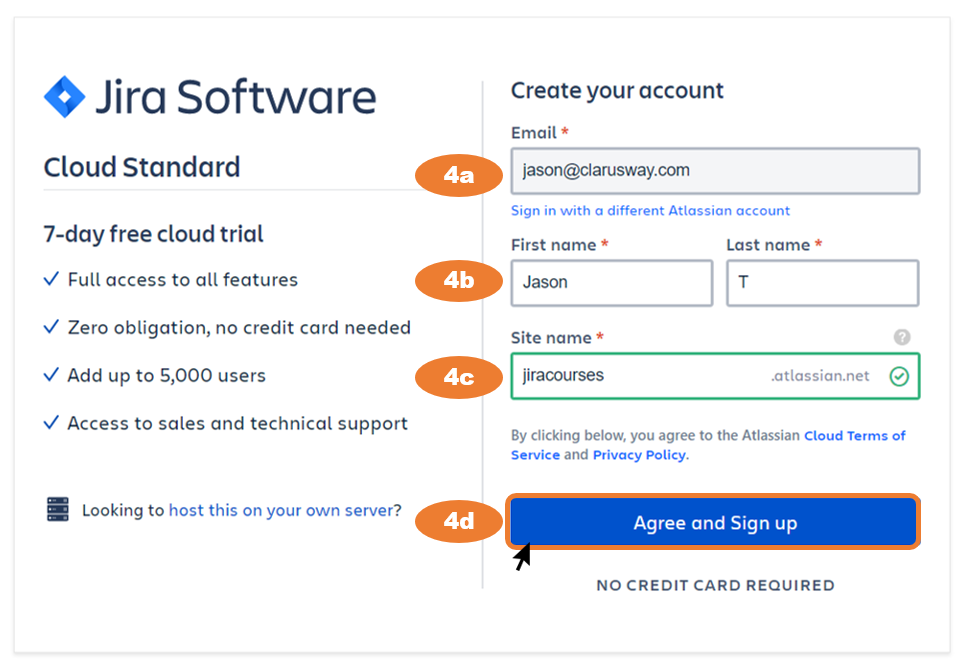 Jira Software
Cloud Standard
7-day free cloud trial
Full access to all features
Zero obligation, no credit card needed
Add up to 5,000 users
Access to sales and technical support
Looking to host this on your own server?
Create your account
Email *
4a
jason@clarusway.com
Sign in with a different Atlassian account
First name * Last name *
4b
Jason T
Site name * ?
4c
jiracourses .atlassian.net
By clicking below, you agree to the Atlassian Cloud Terms of
Service and Privacy Policy.
4d
Agree and Sign up
NO CREDIT CARD REQUIRED